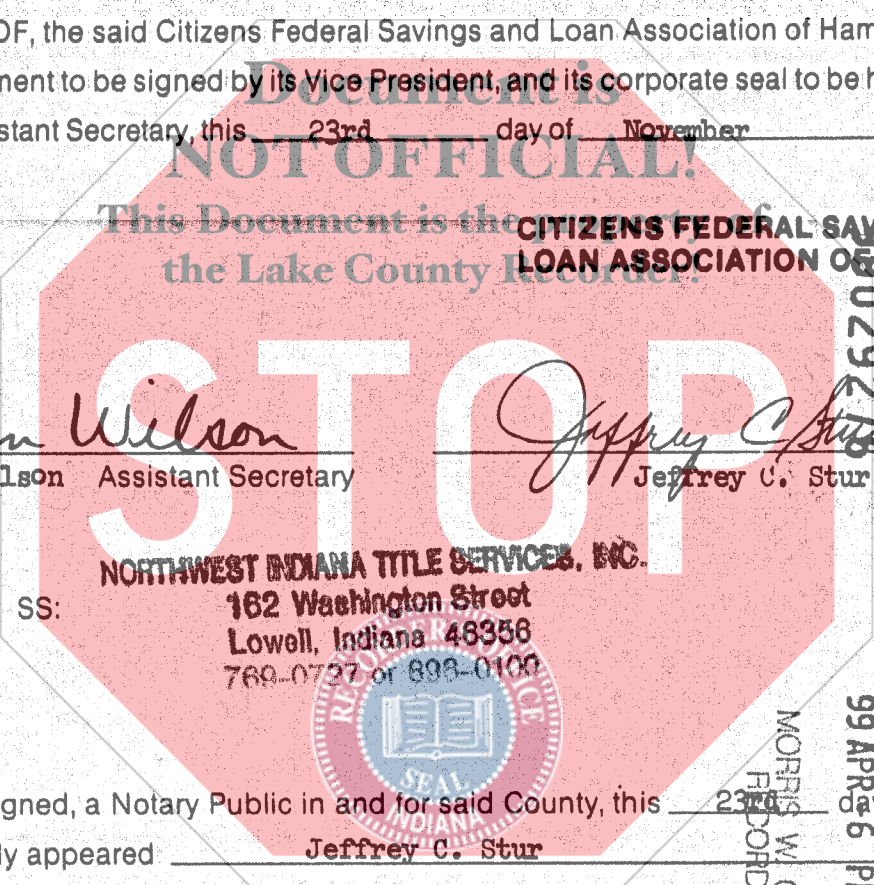 OF, the said Citizens Federal Savings and Loan Association of Ham
ment to be signed by its Vice President, and its corporate seal to be h
stant Secretary, this 23rd day of November
Document is
NOT OFFICIAL!
This Document is the property of
the Lake County Recorder!
CITIZENS FEDERAL SAV
LOAN ASSOCIATION OF
STOP
n Wilson
Jeffrey C. Stur
lson Assistant Secretary
Jeffrey C. Stur
NORTHWEST INDIANA TITLE SERVICES, INC.
SS:
162 Washington Street
Lowell, Indiana 46356
769-0727 or 696-0100
RECORDER OFFICE
SEAL
INDIANA
99 APR -6 P
MORRIS W. C
RECORD
gned, a Notary Public in and for said County, this 23rd da
ly appeared Jeffrey C. Stur